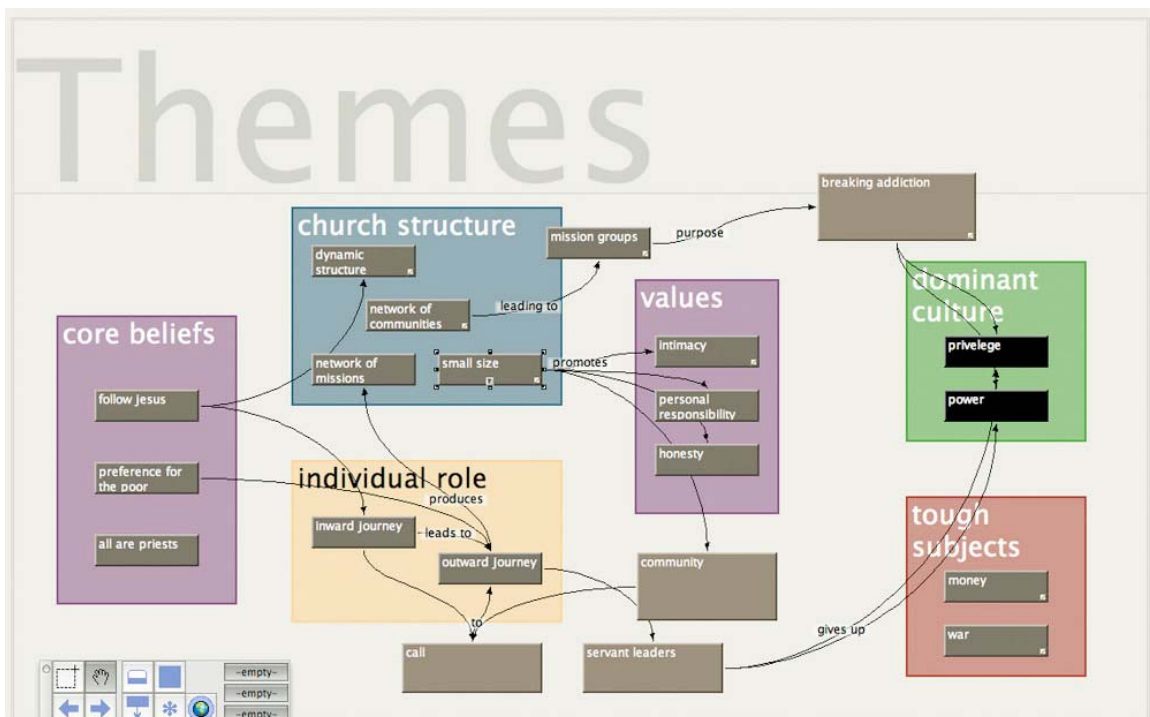 Themes
breaking addiction
church structure
mission groups
purpose
dynamic
structure
dominant
culture
values
network of
communities
leading to
core beliefs
privelege
intimacy
network of
missions
small size
promotes
follow jesus
personal
responsibility
power
honesty
preference for
the poor
individual role
produces
tough
subjects
inward journey
leads to
all are priests
outward journey
community
money
to
gives up
war
call
servant leaders
-empty-
-empty-
-empty-